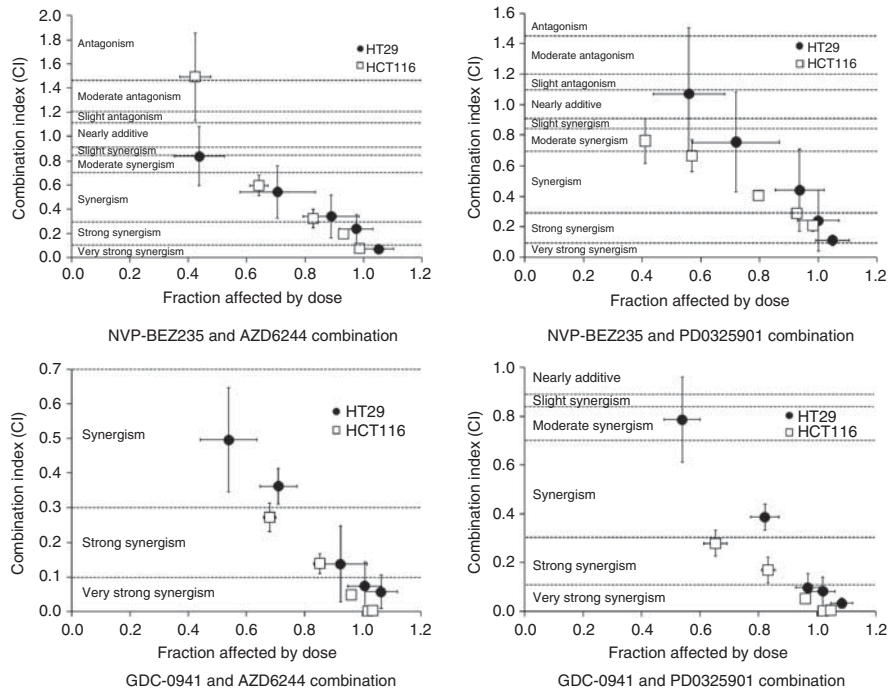 Combination index (CI)
2.0
1.8
1.6
1.4
1.2
1.0
0.8
0.6
0.4
0.2
0.0
Antagonism
Moderate antagonism
Slight antagonism
Nearly additive
Slight synergism
Moderate synergism
Synergism
Strong synergism
Very strong synergism
HT29
HCT116
0.0 0.2 0.4 0.6 0.8 1.0 1.2
Fraction affected by dose
NVP-BEZ235 and AZD6244 combination
Combination index (CI)
1.6
1.4
1.2
1.0
0.8
0.6
0.4
0.2
0.0
Antagonism
Moderate antagonism
Slight antagonism
Nearly additive
Slight synergism
Moderate synergism
Synergism
Strong synergism
Very strong synergism
HT29
HCT116
0.0 0.2 0.4 0.6 0.8 1.0 1.2
Fraction affected by dose
NVP-BEZ235 and PD0325901 combination
Combination index (CI)
0.7
0.6
0.5
0.4
0.3
0.2
0.1
0.0
Synergism
Strong synergism
Very strong synergism
HT29
HCT116
0.0 0.2 0.4 0.6 0.8 1.0 1.2
Fraction affected by dose
GDC-0941 and AZD6244 combination
Combination index (CI)
1.0
0.8
0.6
0.4
0.2
0.0
Nearly additive
Slight synergism
Moderate synergism
Synergism
Strong synergism
Very strong synergism
HT29
HCT116
0.0 0.2 0.4 0.6 0.8 1.0 1.2
Fraction affected by dose
GDC-0941 and PD0325901 combination